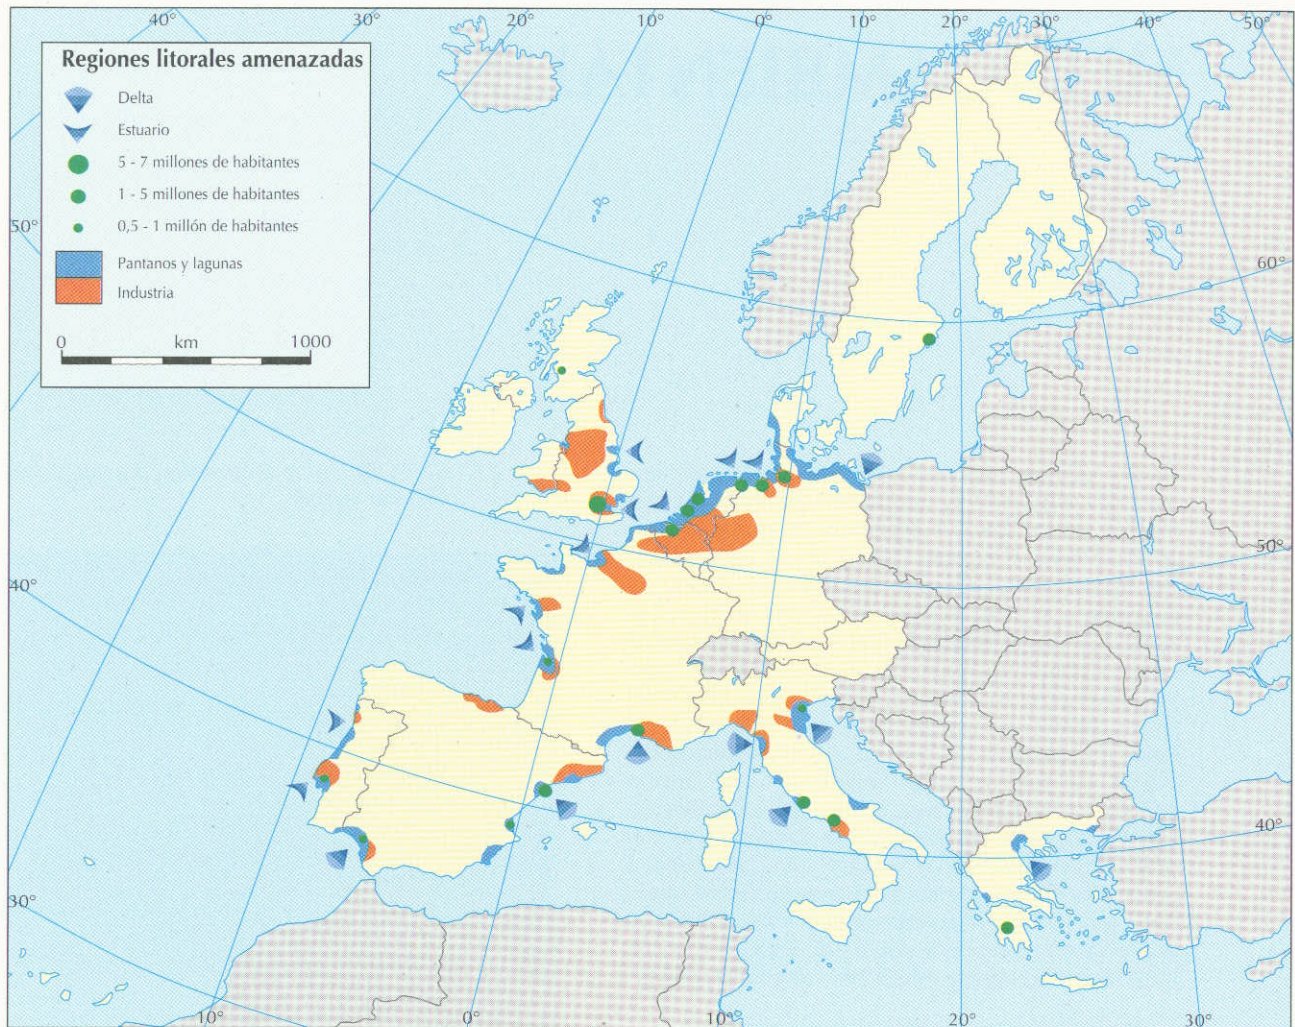 40° 30° 20° 10° 0° 10° 20° 30° 40° 50°
Regiones litorales amenazadas
Delta
Estuario
5 - 7 millones de habitantes
1 - 5 millones de habitantes
0,5 - 1 millón de habitantes
Pantanos y lagunas
Industria
0 km 1000
50°
60°
50°
40°
40°
30°
10° 0° 10° 20° 30°